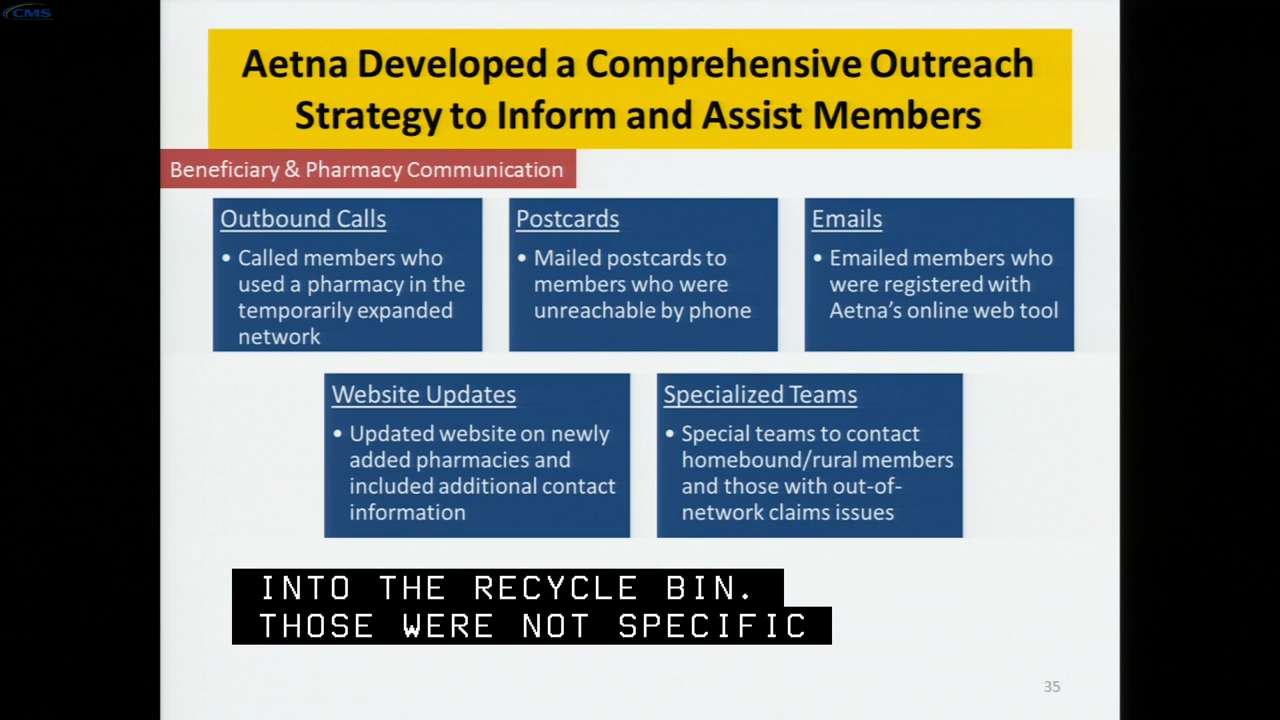 CMS
Aetna Developed a Comprehensive Outreach
Strategy to Inform and Assist Members
Beneficiary & Pharmacy Communication
Outbound Calls
• Called members who
used a pharmacy in the
temporarily expanded
network
Postcards
• Mailed postcards to
members who were
unreachable by phone
Emails
• Emailed members who
were registered with
Aetna's online web tool
Website Updates
• Updated website on newly
added pharmacies and
included additional contact
information
Specialized Teams
• Special teams to contact
homebound/rural members
and those with out-of-
network claims issues
INTO THE RECYCLE BIN.
THOSE WERE NOT SPECIFIC
35